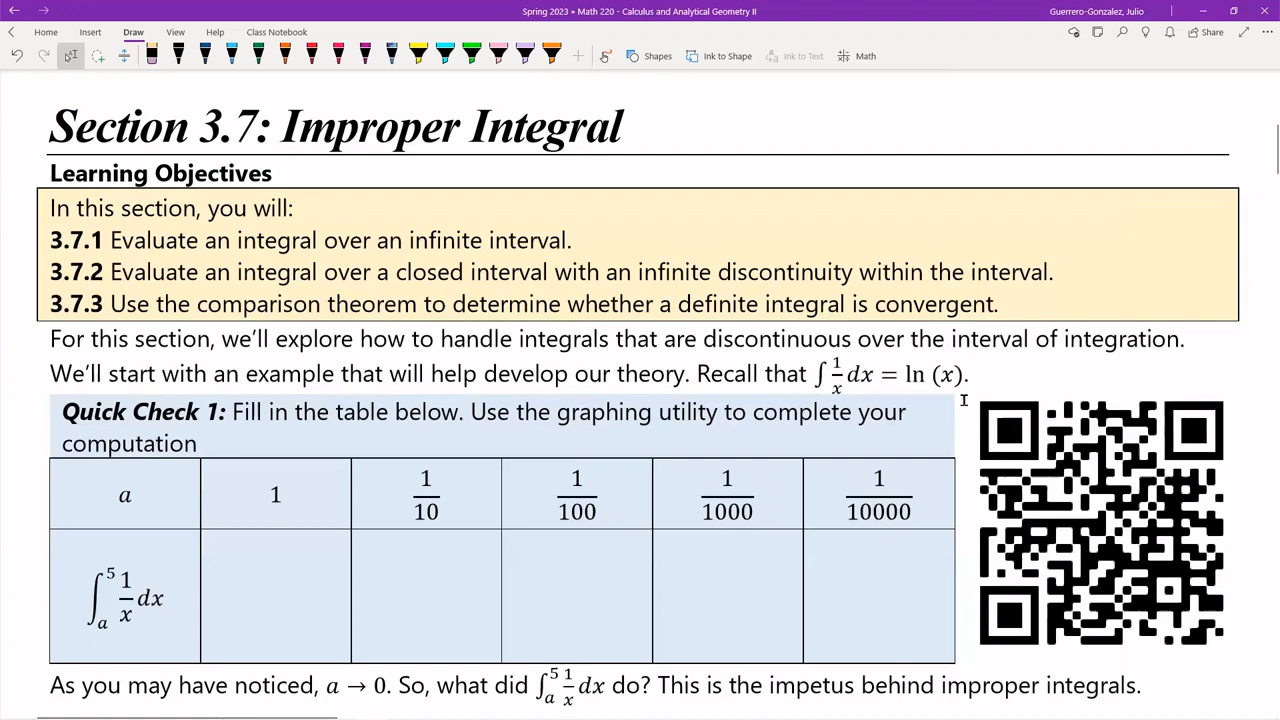 Spring 2023 » Math 220 - Calculus and Analytical Geometry II
Guerrero-Gonzalez, Julio
Home Insert Draw View Help Class Notebook
Share
Shapes Ink to Shape Ink to Text Math
Section 3.7: Improper Integral
Learning Objectives
In this section, you will:
3.7.1 Evaluate an integral over an infinite interval.
3.7.2 Evaluate an integral over a closed interval with an infinite discontinuity within the interval.
3.7.3 Use the comparison theorem to determine whether a definite integral is convergent.
For this section, we'll explore how to handle integrals that are discontinuous over the interval of integration.
We'll start with an example that will help develop our theory. Recall that ∫ 1/x dx = ln (x).
Quick Check 1: Fill in the table below. Use the graphing utility to complete your
computation
a 1 1/10 1/100 1/1000 1/10000
∫_a^5 1/x dx
As you may have noticed, a → 0. So, what did ∫_a^5 1/x dx do? This is the impetus behind improper integrals.